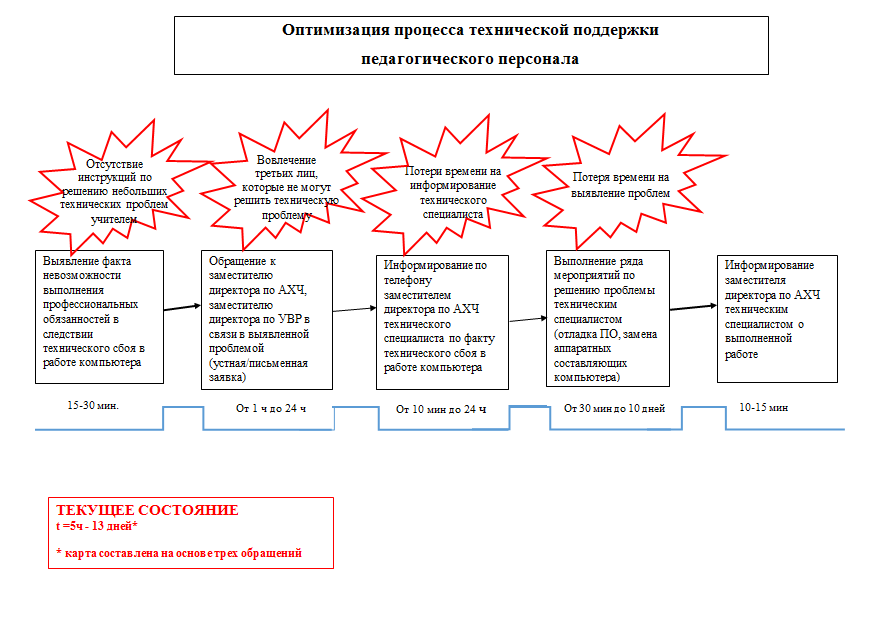 Оптимизация процесса технической поддержки
педагогического персонала
Отсутствие
инструкций по
решению небольших
технических проблем
учителем
Вовлечение
третьих лиц,
которые не могут
решить техническую
проблему
Потери времени на
информирование
технического
специалиста
Потеря времени на
выявление проблем
Выявление факта
невозможности
выполнения
профессиональных
обязанностей в
следствии
технического сбоя в
работе компьютера
Обращение к
заместителю
директора по АХЧ,
заместителю
директора по УВР в
связи в выявленной
проблемой
(устная/письменная
заявка)
Информирование по
телефону
заместителем
директора по АХЧ
технического
специалиста по факту
технического сбоя в
работе компьютера
Выполнение ряда
мероприятий по
решению проблемы
техническим
специалистом
(отладка ПО, замена
аппаратных
составляющих
компьютера)
Информирование
заместителя
директора по АХЧ
техническим
специалистом о
выполненной
работе
15-30 мин.
От 1 ч до 24 ч
От 10 мин до 24 ч
От 30 мин до 10 дней
10-15 мин
ТЕКУЩЕЕ СОСТОЯНИЕ
t =5ч - 13 дней*
* карта составлена на основе трех обращений